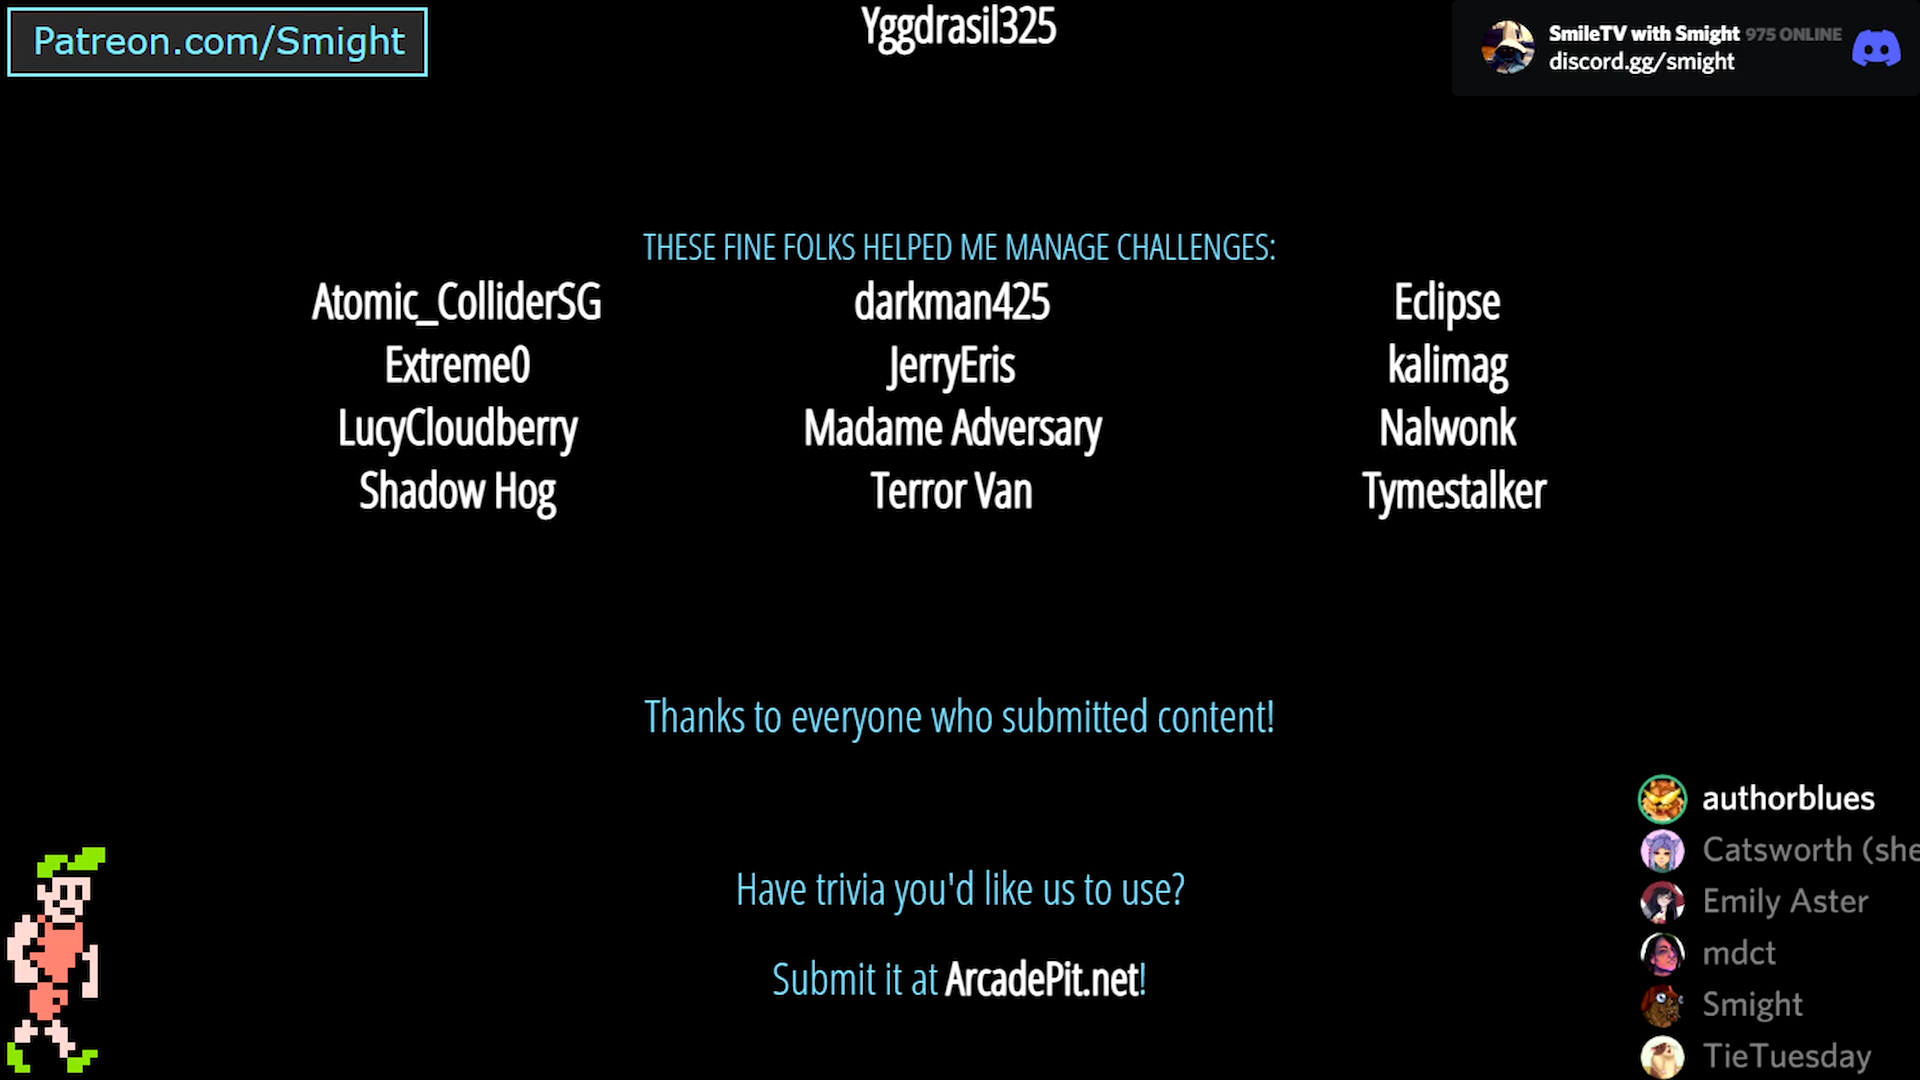 Patreon.com/Smight
Yggdrasil325
SmileTV with Smight 975 ONLINE
discord.gg/smight
THESE FINE FOLKS HELPED ME MANAGE CHALLENGES:
Atomic_ColliderSG darkman425 Eclipse
Extreme0 JerryEris kalimag
LucyCloudberry Madame Adversary Nalwonk
Shadow Hog Terror Van Tymestalker
Thanks to everyone who submitted content!
Have trivia you'd like us to use?
Submit it at ArcadePit.net!
authorblues
Catsworth (she
Emily Aster
mdct
Smight
TieTuesday